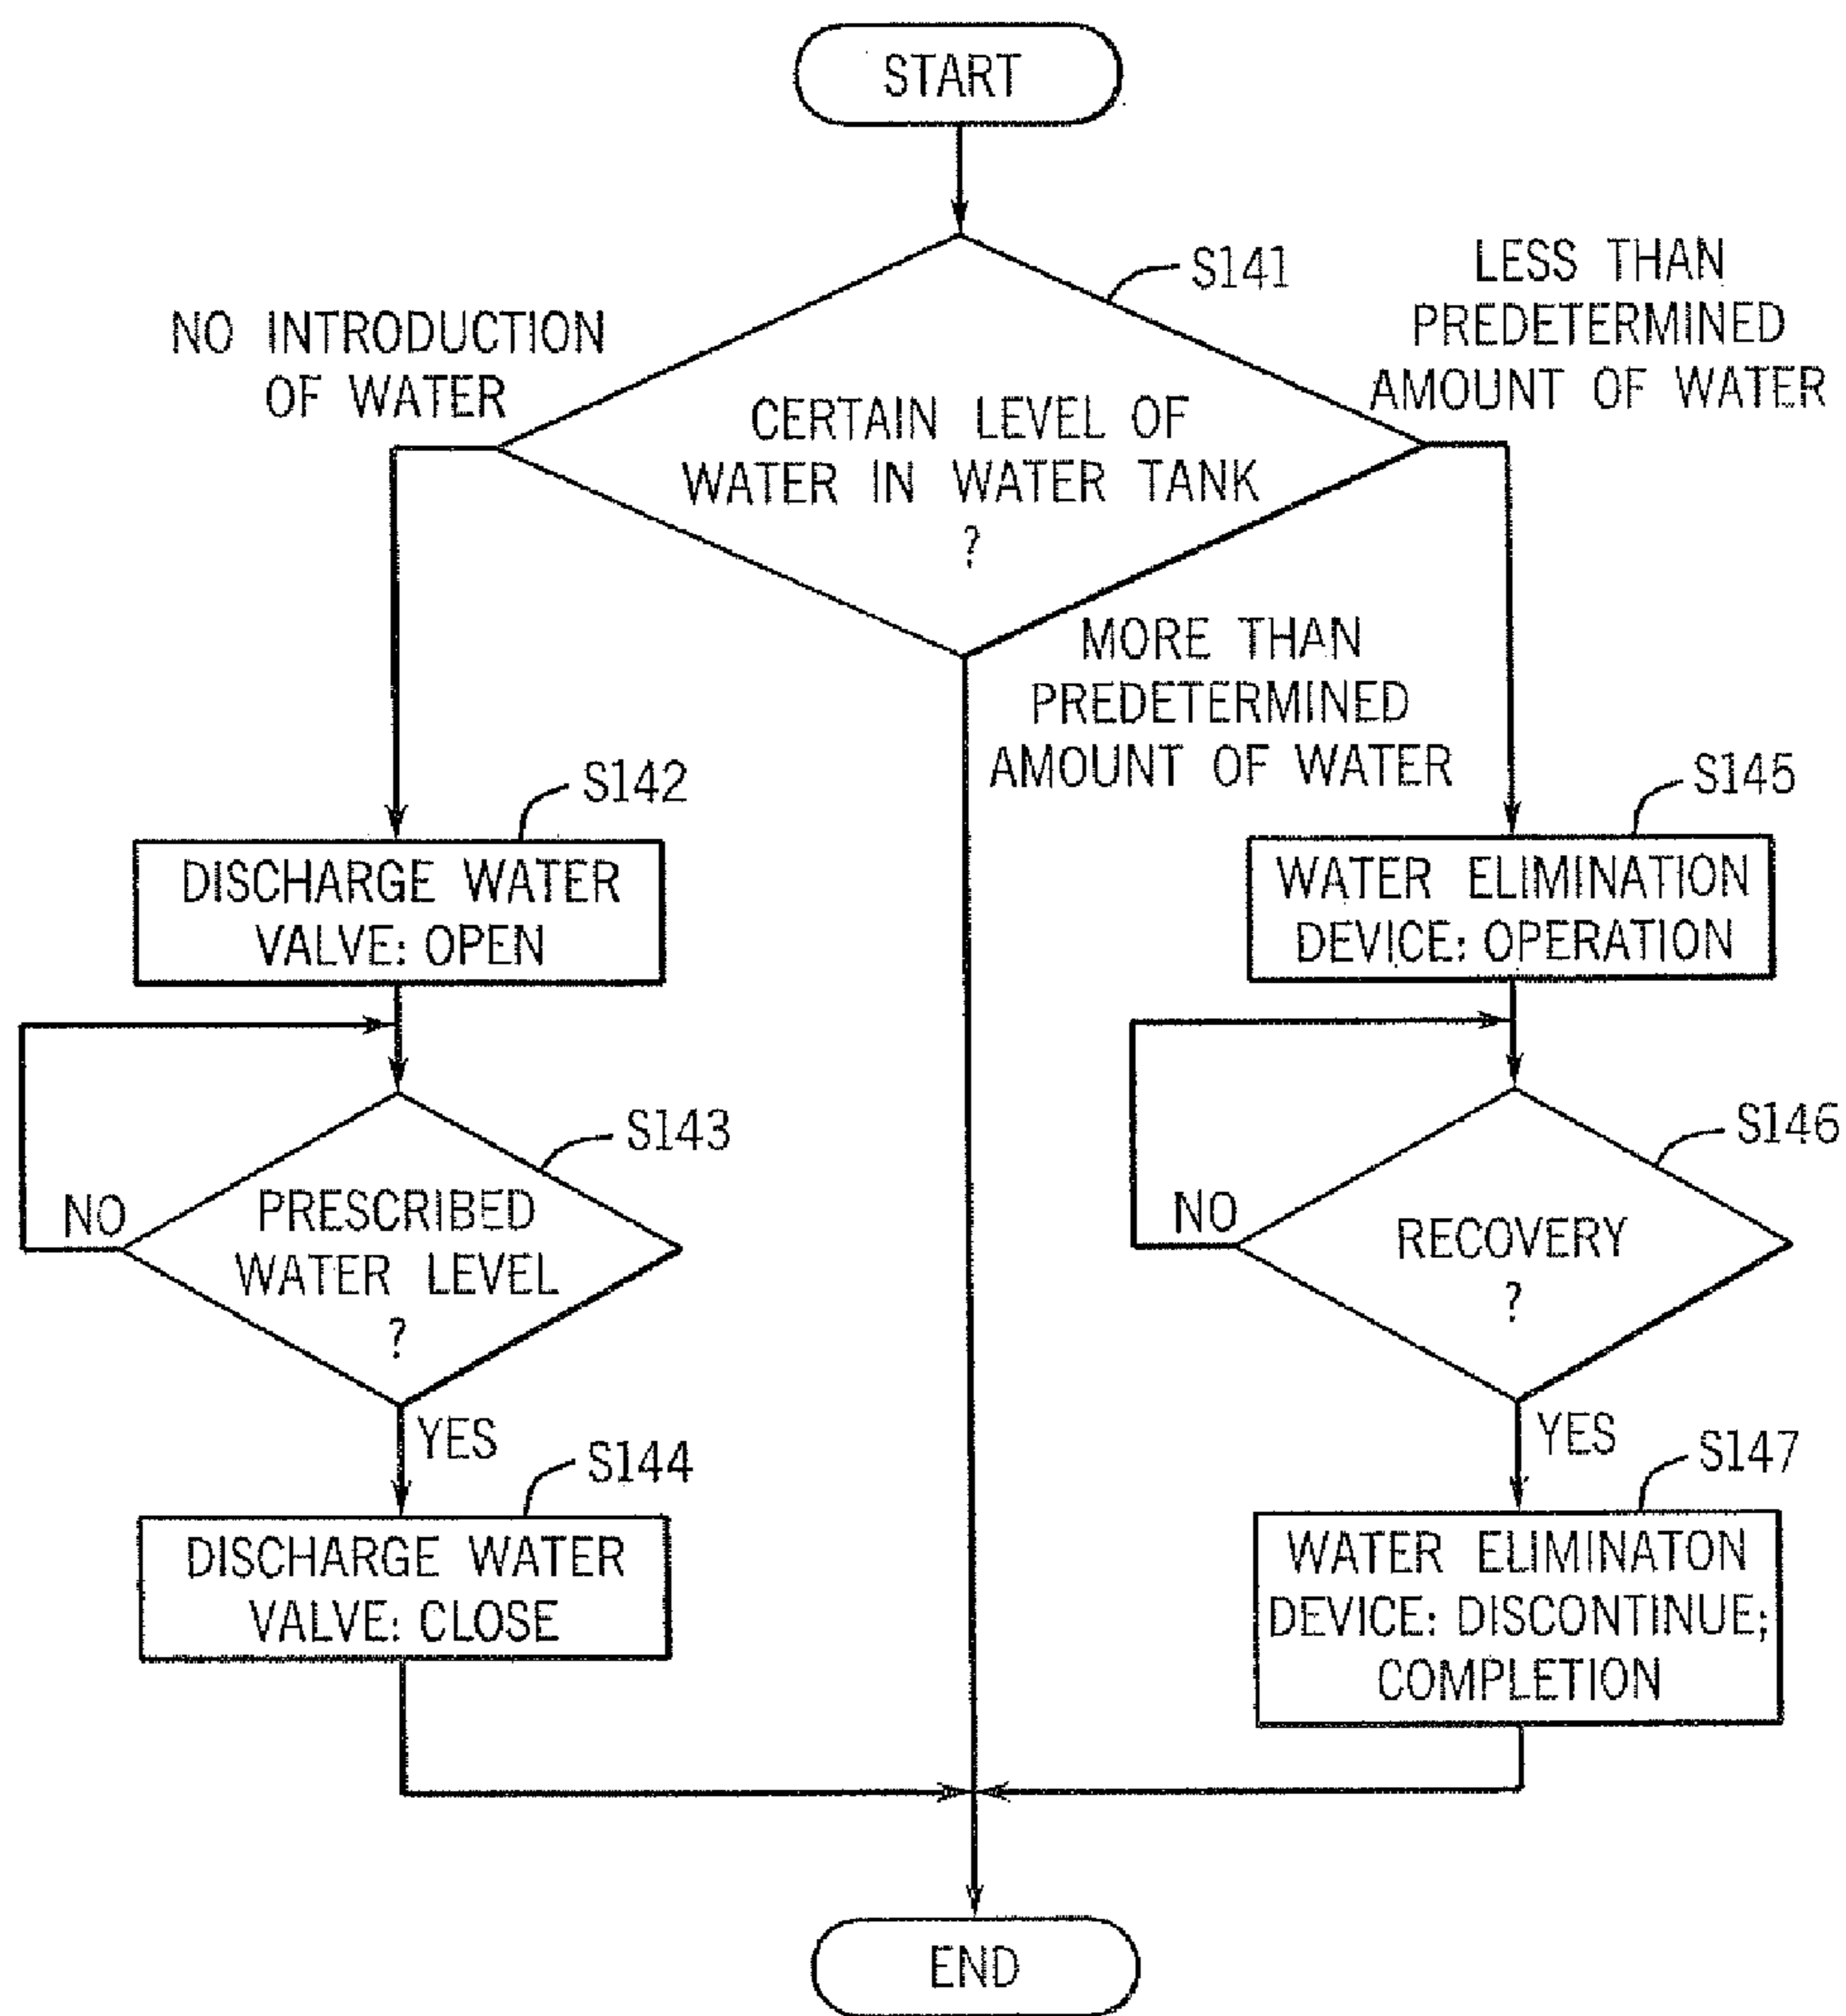 START
S141
NO INTRODUCTION
OF WATER
LESS THAN
PREDETERMINED
AMOUNT OF WATER
CERTAIN LEVEL OF
WATER IN WATER TANK
?
MORE THAN
PREDETERMINED
AMOUNT OF WATER
S142
DISCHARGE WATER
VALVE: OPEN
S145
WATER ELIMINATION
DEVICE: OPERATION
S143
NO
PRESCRIBED
WATER LEVEL
?
YES
S146
NO
RECOVERY
?
YES
S144
DISCHARGE WATER
VALVE: CLOSE
S147
WATER ELIMINATON
DEVICE: DISCONTINUE;
COMPLETION
END